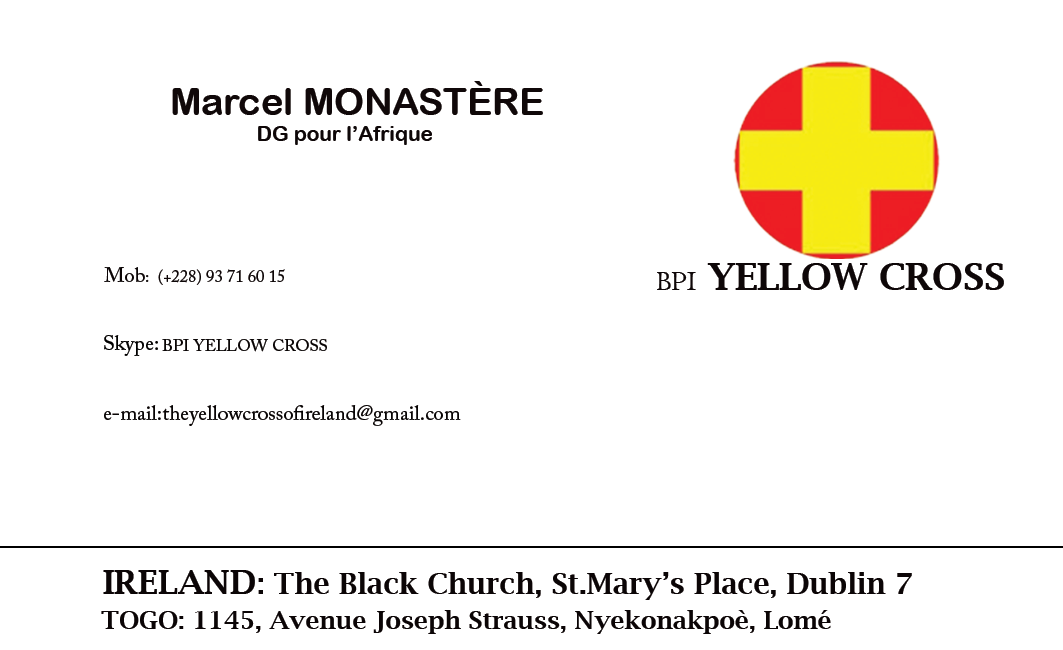 Marcel MONASTÈRE
DG pour l’Afrique
Mob: (+228) 93 71 60 15
BPI YELLOW CROSS
Skype: BPI YELLOW CROSS
e-mail:theyellowcrossofireland@gmail.com
IRELAND: The Black Church, St.Mary’s Place, Dublin 7
TOGO: 1145, Avenue Joseph Strauss, Nyekonakpoè, Lomé